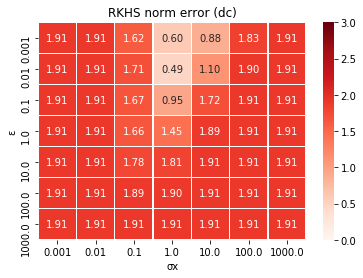 RKHS norm error (dc)
0.001 1.91 1.91 1.62 0.60 0.88 1.83 1.91
0.01 1.91 1.91 1.71 0.49 1.10 1.90 1.91
0.1 1.91 1.91 1.67 0.95 1.72 1.91 1.91
1.0 1.91 1.91 1.66 1.45 1.89 1.91 1.91
10.0 1.91 1.91 1.78 1.81 1.91 1.91 1.91
100.0 1.91 1.91 1.89 1.90 1.91 1.91 1.91
1000.0 1.91 1.91 1.91 1.91 1.91 1.91 1.91
0.001 0.01 0.1 1.0 10.0 100.0 1000.0
σx
ε
3.0
2.5
2.0
1.5
1.0
0.5
0.0